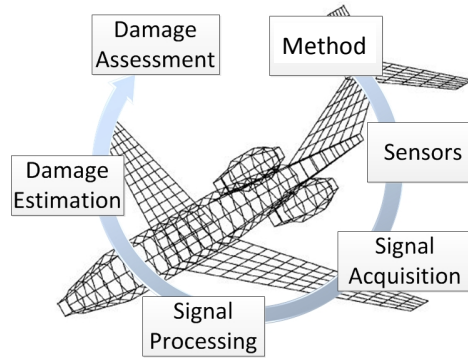 Damage
Assessment
Method
Sensors
Signal
Acquisition
Signal
Processing
Damage
Estimation